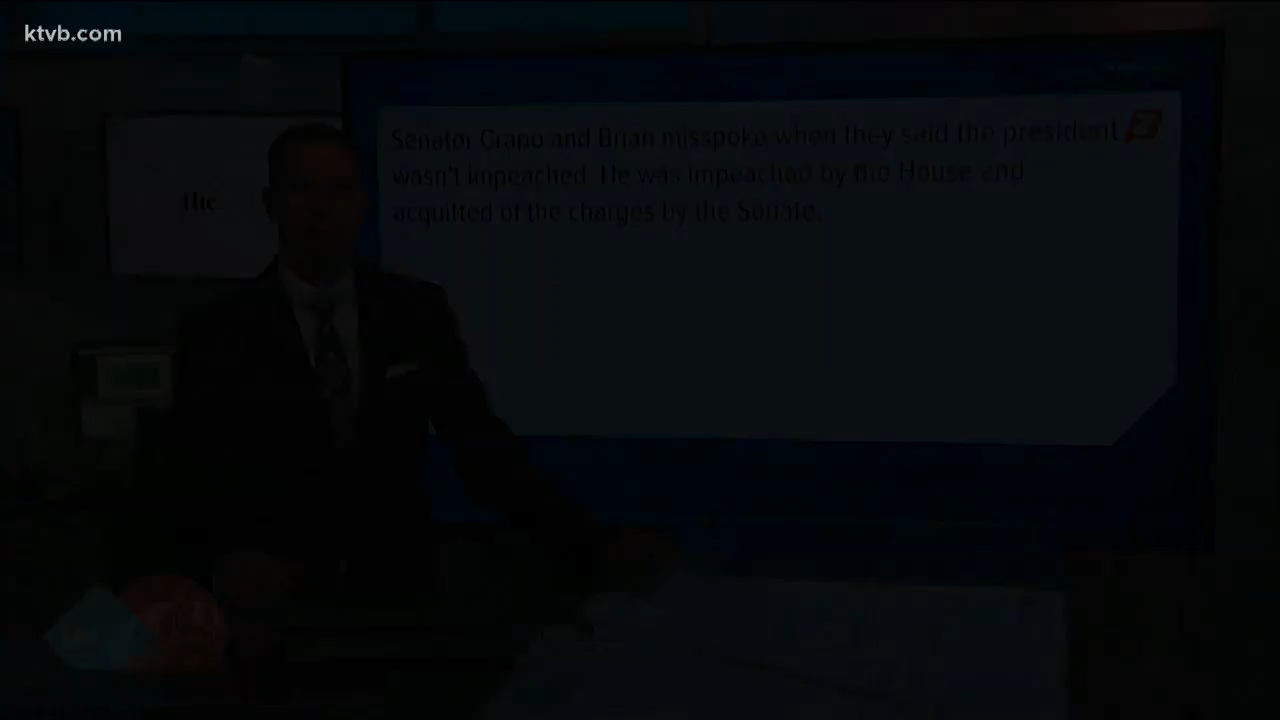 ktvb.com
Senator Crapo and Brian misspoke when they said the president
wasn't impeached. He was impeached by the House and
acquitted of the charges by the Senate.
the